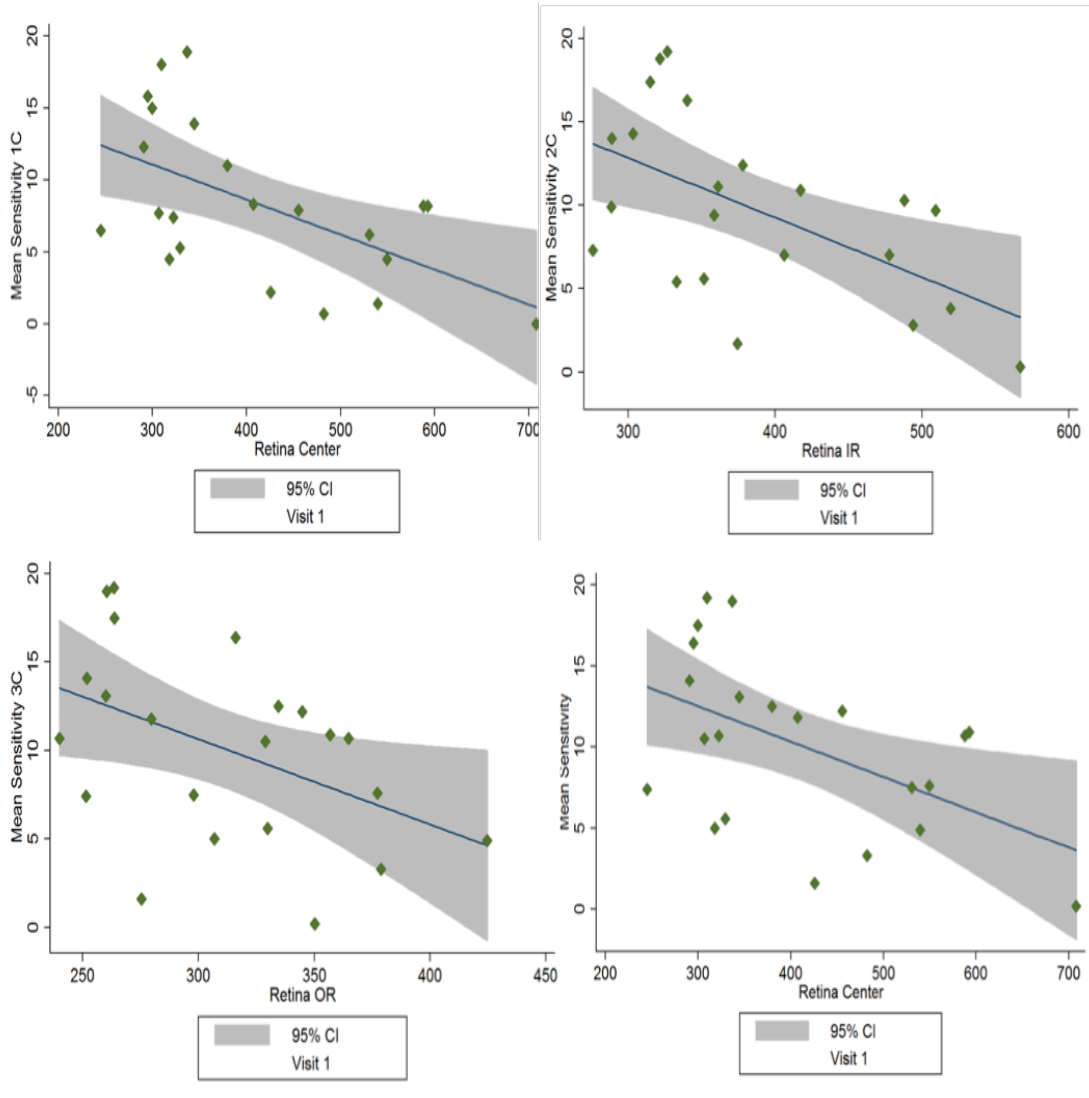 Mean Sensitivity 1C
20
15
10
5
0
-5
200 300 400 500 600 700
Retina Center
95% CI
Visit 1
Mean Sensitivity 2C
20
15
10
5
0
300 400 500 600
Retina IR
95% CI
Visit 1
Mean Sensitivity 3C
20
15
10
5
0
250 300 350 400 450
Retina OR
95% CI
Visit 1
Mean Sensitivity
20
15
10
5
0
200 300 400 500 600 700
Retina Center
95% CI
Visit 1